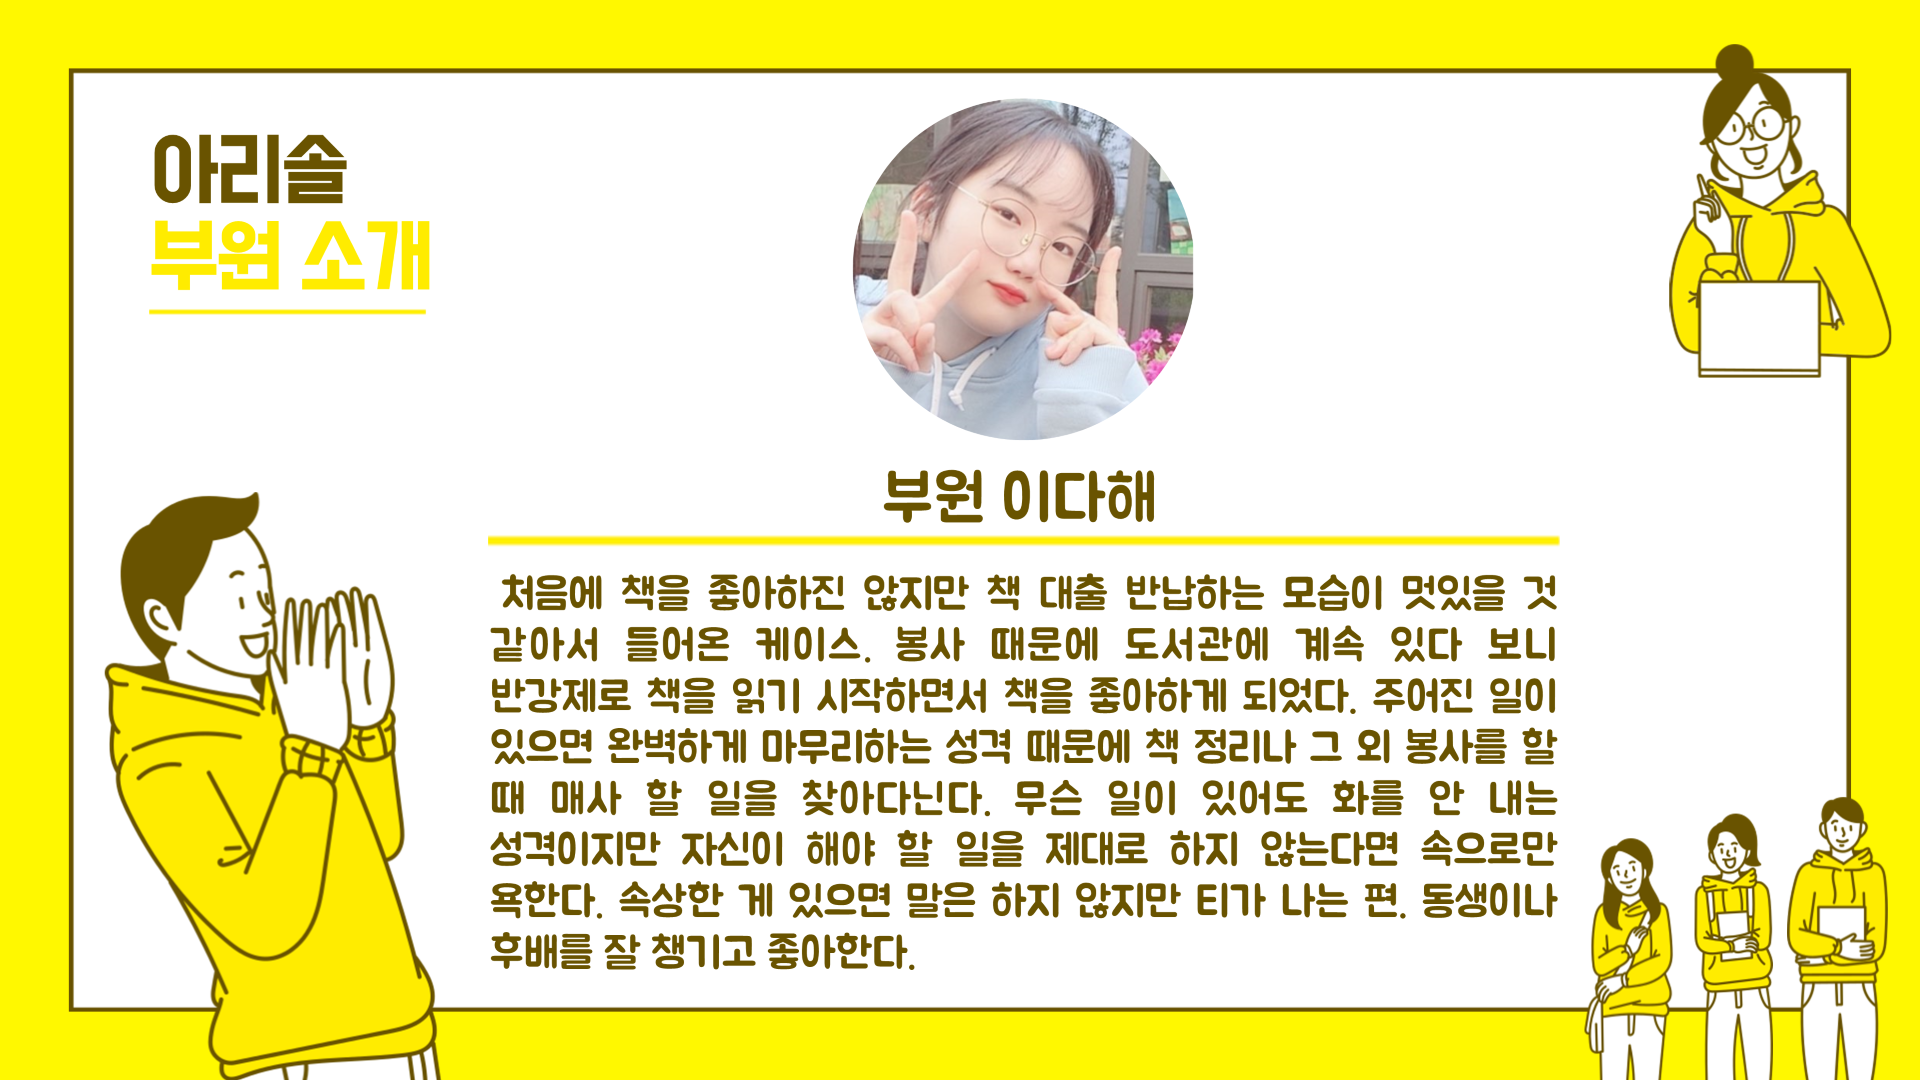 아리솔
부원 소개
부원 이다해
처음에 책을 좋아하진 않지만 책 대출 반납하는 모습이 멋있을 것
같아서 들어온 케이스. 봉사 때문에 도서관에 계속 있다 보니
반강제로 책을 읽기 시작하면서 책을 좋아하게 되었다. 주어진 일이
있으면 완벽하게 마무리하는 성격 때문에 책 정리나 그 외 봉사를 할
때 매사 할 일을 찾아다닌다. 무슨 일이 있어도 화를 안 내는
성격이지만 자신이 해야 할 일을 제대로 하지 않는다면 속으로만
욕한다. 속상한 게 있으면 말은 하지 않지만 티가 나는 편. 동생이나
후배를 잘 챙기고 좋아한다.